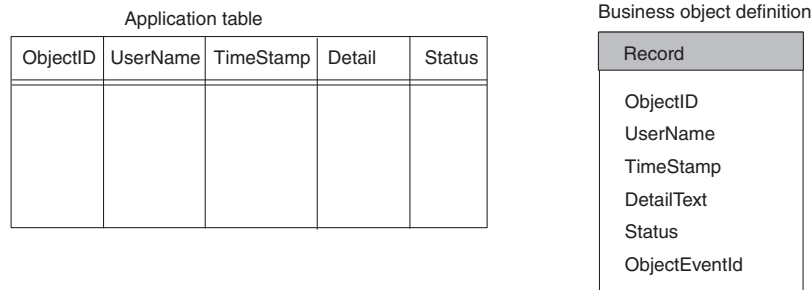 Application table
ObjectID UserName TimeStamp Detail Status
Business object definition
Record
ObjectID
UserName
TimeStamp
DetailText
Status
ObjectEventId